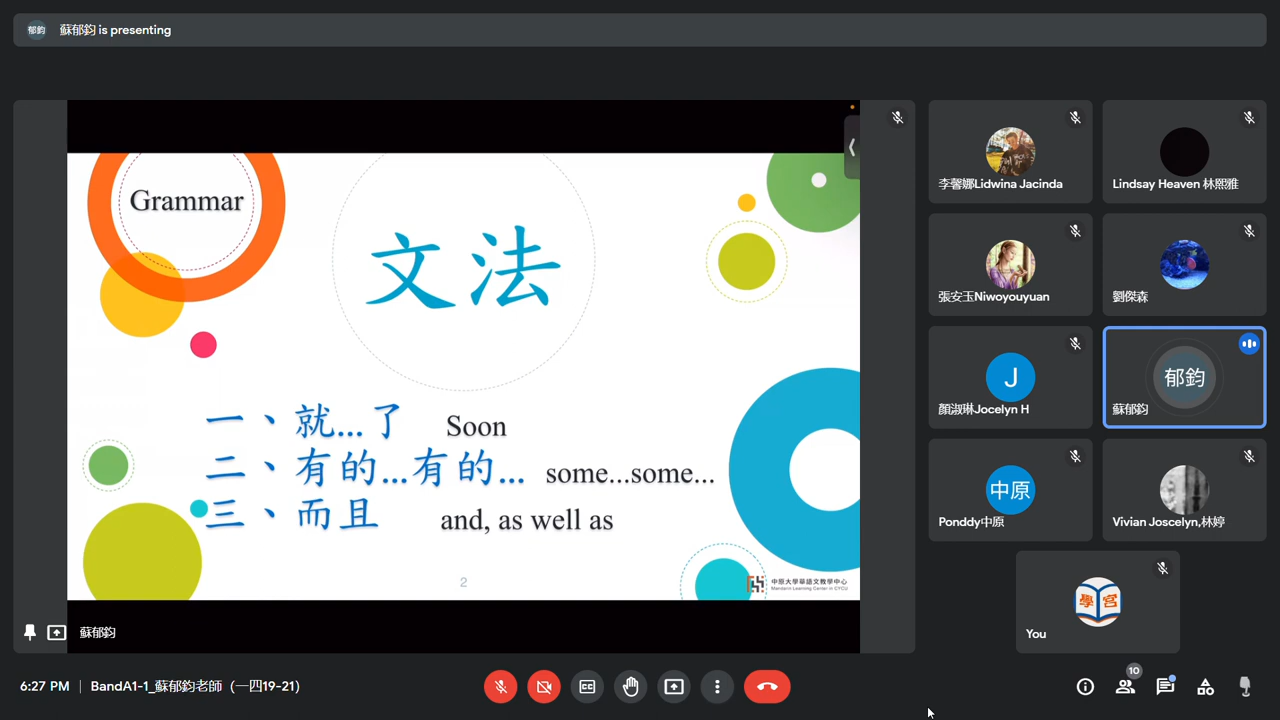 郁鈞
蘇郁鈞 is presenting
Grammar
文法
一、就...了 Soon
二、有的...有的... some...some...
三、而且 and, as well as
2
中原大學華語文教學中心
Mandarin Learning Center in CYCU
蘇郁鈞
李馨娜Lidwina Jacinda
Lindsay Heaven 林熙雅
張安玉Niwoyouyuan
劉傑森
J
顏淑琳Jocelyn H
郁鈞
蘇郁鈞
中原
Ponddy中原
Vivian Joscelyn,林婷
學宮
You
6:27 PM | BandA1-1_蘇郁鈞老師（一四19-21)
10